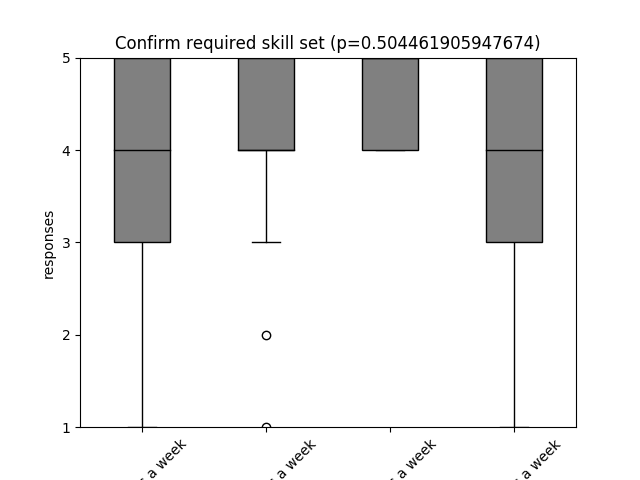 Confirm required skill set (p=0.504461905947674)
responses
5
4
3
2
1
a week
a week
a week
a week